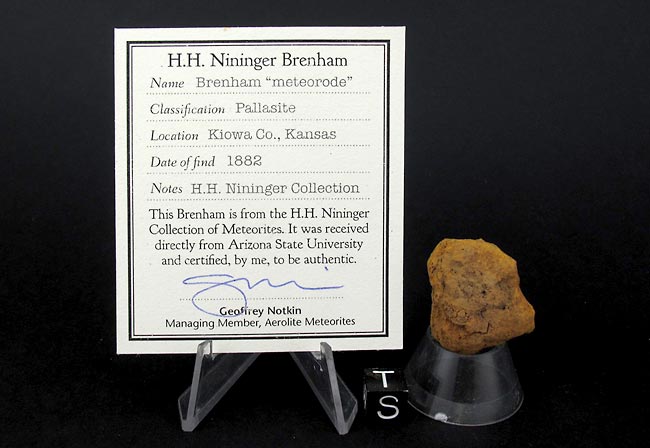 H.H. Nininger Brenham
Name Brenham "meteorode"
Classification Pallasite
Location Kiowa Co., Kansas
Date of find 1882
Notes H.H. Nininger Collection
This Brenham is from the H.H. Nininger
Collection of Meteorites. It was received
directly from Arizona State University
and certified, by me, to be authentic.
Geoffrey Notkin
Managing Member, Aerolite Meteorites
T
S